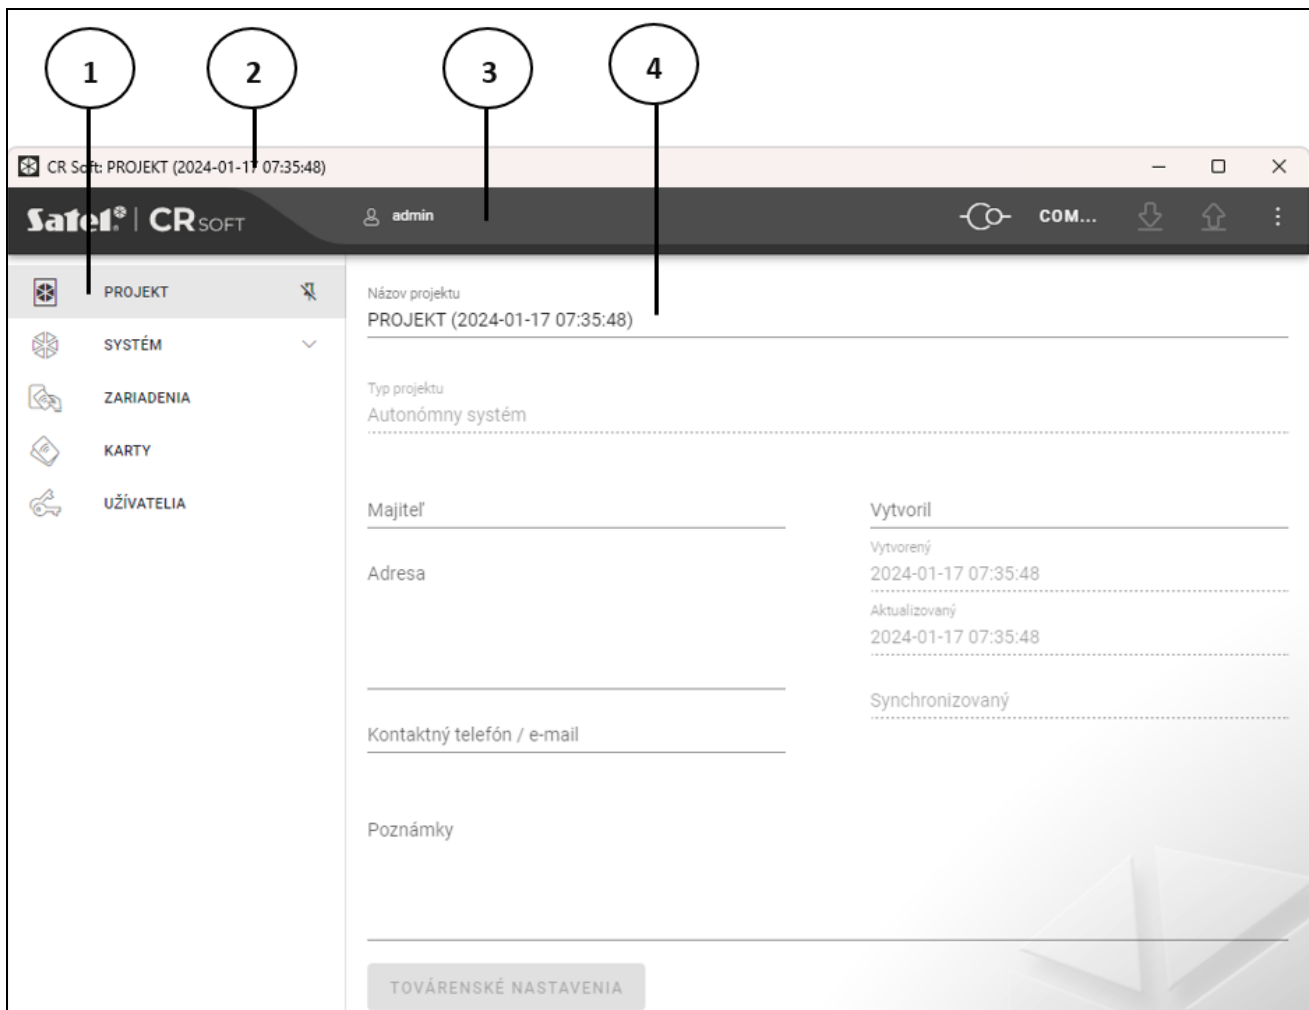 1 2 3 4
CR Soft: PROJEKT (2024-01-17 07:35:48)
Satel | CR SOFT
admin
COM...
PROJEKT
SYSTÉM
ZARIADENIA
KARTY
UŽÍVATELIA
Názov projektu
PROJEKT (2024-01-17 07:35:48)
Typ projektu
Autonómny systém
Majiteľ
Adresa
Kontaktný telefón / e-mail
Vytvoril
Vytvorený
2024-01-17 07:35:48
Aktualizovaný
2024-01-17 07:35:48
Synchronizovaný
Poznámky
TOVÁRENSKÉ NASTAVENIA